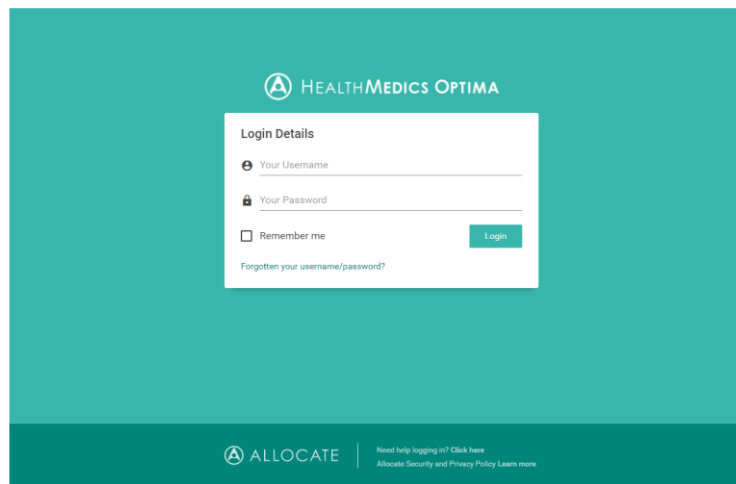 HEALTHMEDICS OPTIMA
Login Details
Your Username
Your Password
Remember me
Login
Forgotten your username/password?
ALLOCATE
Need help logging in? Click here
Allocate Security and Privacy Policy Learn more